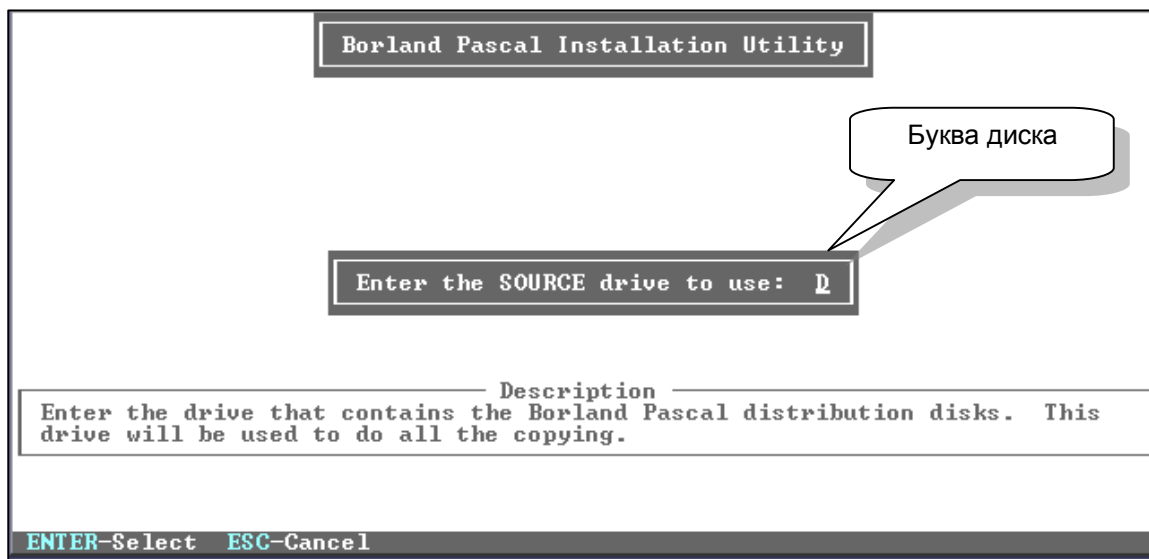 Borland Pascal Installation Utility
Буква диска
Enter the SOURCE drive to use: D
Description
Enter the drive that contains the Borland Pascal distribution disks. This
drive will be used to do all the copying.
ENTER-Select ESC-Cancel